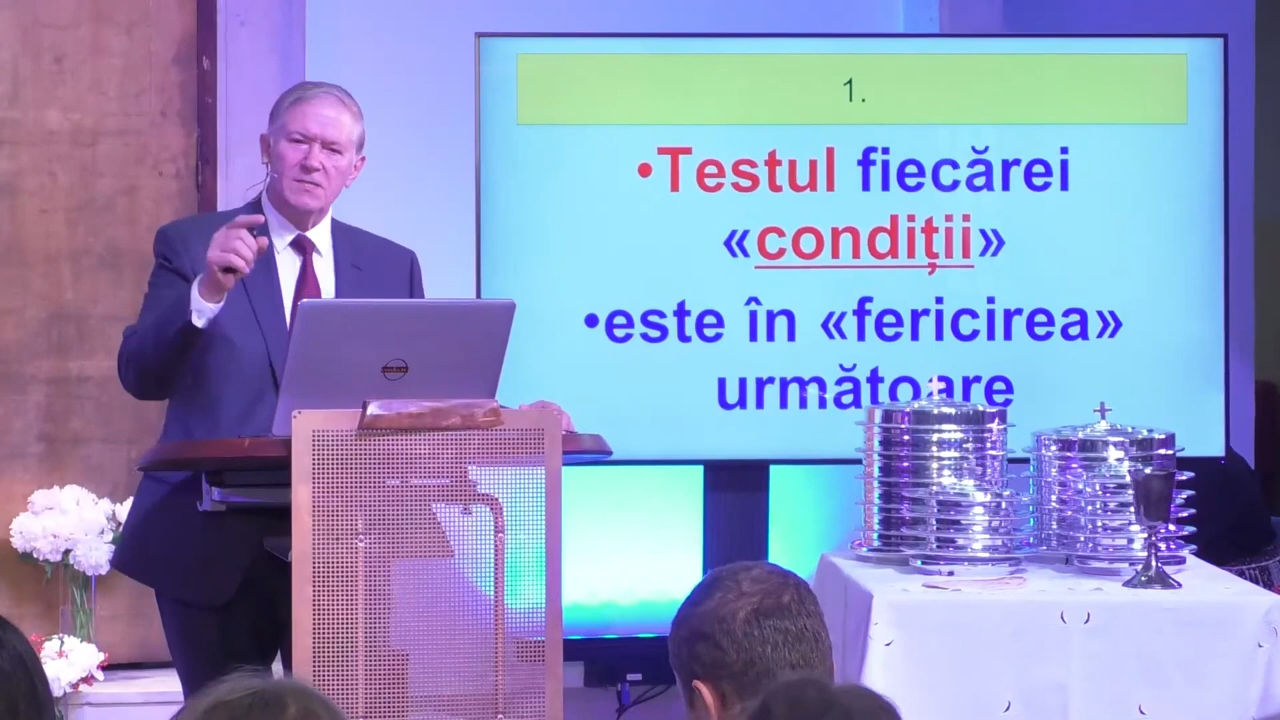 1.
•Testul fiecărei
«condiții»
•este în «fericirea»
următoare